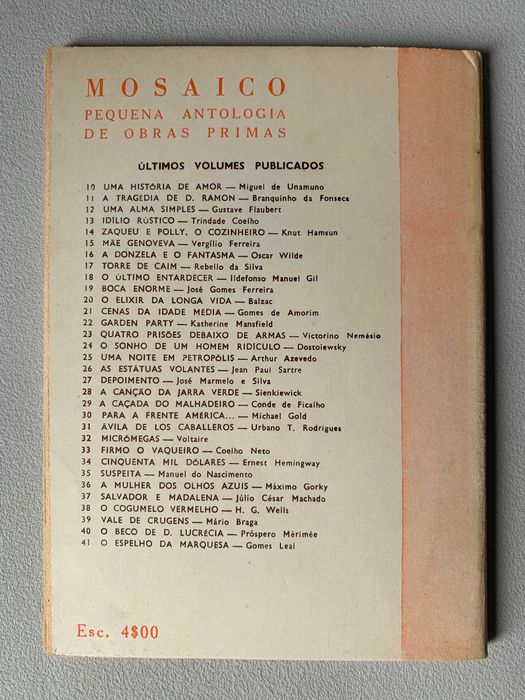 MOSAICO
PEQUENA ANTOLOGIA
DE OBRAS PRIMAS
ÚLTIMOS VOLUMES PUBLICADOS
10 UMA HISTÓRIA DE AMOR — Miguel de Unamuno
11 A TRAGÉDIA DE D. RAMON — Branquinho da Fonseca
12 UMA ALMA SIMPLES — Gustave Flaubert
13 IDÍLIO RÚSTICO — Trindade Coelho
14 ZAQUEU E POLLY, O COZINHEIRO — Knut Hamsun
15 MÃE GENOVEVA — Vergílio Ferreira
16 A DONZELA E O FANTASMA — Oscar Wilde
17 TORRE DE CAIM — Rebello da Silva
18 O ÚLTIMO ENTARDECER — Ildefonso Manuel Gil
19 BOCA ENORME — José Gomes Ferreira
20 O ELIXIR DA LONGA VIDA — Balzac
21 CENAS DA IDADE MÉDIA — Gomes de Amorim
22 GARDEN PARTY — Katherine Mansfield
23 QUATRO PRISÕES DEBAIXO DE ARMAS — Victorino Nemésio
24 O SONHO DE UM HOMEM RIDÍCULO — Dostoiewsky
25 UMA NOITE EM PETRÓPOLIS — Arthur Azevedo
26 AS ESTÁTUAS VOLANTES — Jean Paul Sartre
27 DEPOIMENTO — José Marmelo e Silva
28 A CANÇÃO DA JARRA VERDE — Sienkiewick
29 A CAÇADA DO MALHADEIRO — Conde de Ficalho
30 PARA A FRENTE AMÉRICA... — Michael Gold
31 ÁVILA DE LOS CABALLEROS — Urbano T. Rodrigues
32 MICRÓMEGAS — Voltaire
33 FIRMO O VAQUEIRO — Coelho Neto
34 CINQUENTA MIL DÓLARES — Ernest Hemingway
35 SUSPEITA — Manuel do Nascimento
36 A MULHER DOS OLHOS AZUIS — Máximo Gorky
37 SALVADOR E MADALENA — Júlio César Machado
38 O COGUMELO VERMELHO — H. G. Wells
39 VALE DE CRUGENS — Mário Braga
40 O BECO DE D. LUCRÉCIA — Próspero Mérimée
41 O ESPELHO DA MARQUESA — Gomes Leal
Esc. 4$00